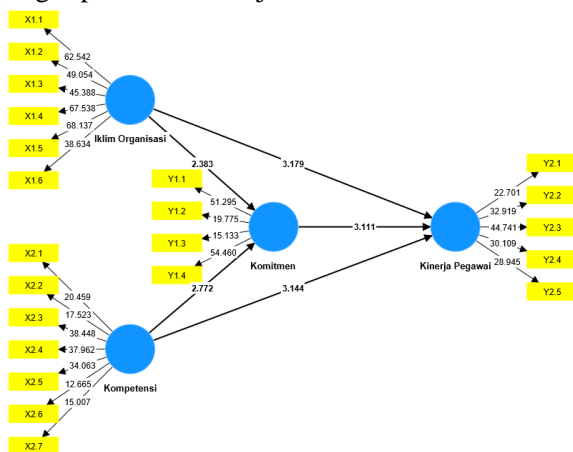 X1.1
X1.2
X1.3
X1.4
X1.5
X1.6
62.542
49.054
45.388
67.538
68.137
38.634
Iklim Organisasi
2.383
3.179
Y1.1
Y1.2
Y1.3
Y1.4
51.295
19.775
15.133
54.460
Komitmen
3.111
Kinerja Pegawai
22.701
32.919
44.741
30.109
28.945
Y2.1
Y2.2
Y2.3
Y2.4
Y2.5
2.772
3.144
X2.1
X2.2
X2.3
X2.4
X2.5
X2.6
X2.7
20.459
17.523
38.448
37.962
34.063
12.665
15.007
Kompetensi